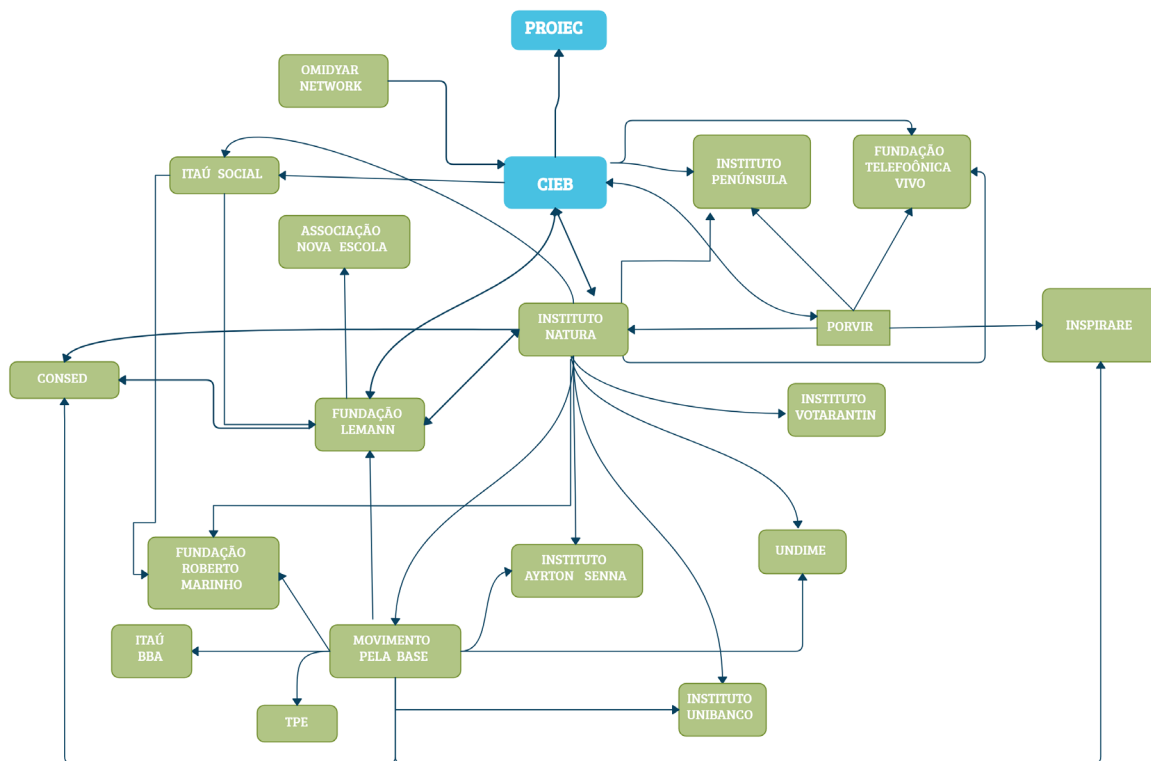 PROIEC
OMIDYAR
NETWORK
ITAÚ SOCIAL
CIEB
INSTITUTO
PENÚNSULA
FUNDAÇÃO
TELEFOÔNICA
VIVO
ASSOCIAÇÃO
NOVA ESCOLA
INSTITUTO
NATURA
PORVIR
INSPIRARE
CONSED
FUNDAÇÃO
LEMANN
INSTITUTO
VOTARANTIN
FUNDAÇÃO
ROBERTO
MARINHO
INSTITUTO
AYRTON SENNA
UNDIME
ITAÚ
BBA
MOVIMENTO
PELA BASE
TPE
INSTITUTO
UNIBANCO